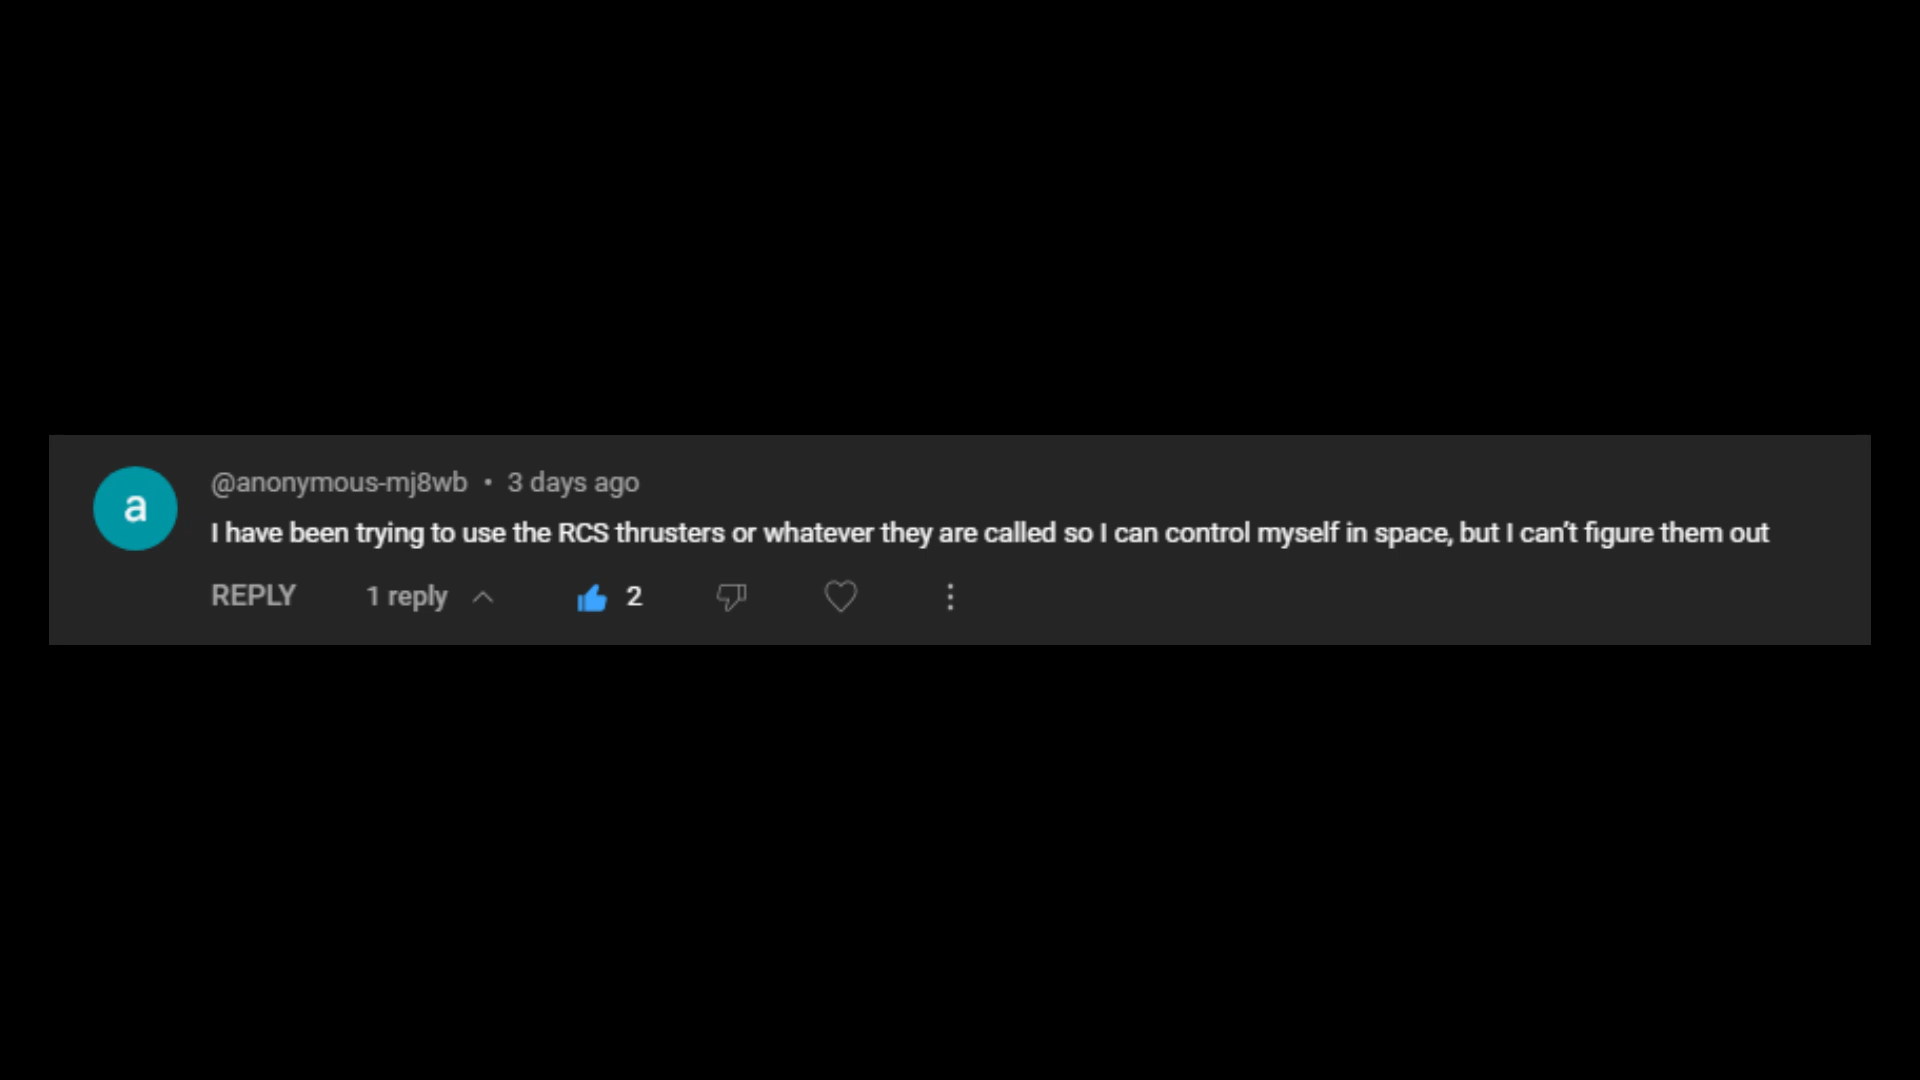 a
@anonymous-mj8wb • 3 days ago
I have been trying to use the RCS thrusters or whatever they are called so I can control myself in space, but I can’t figure them out
REPLY 1 reply 2